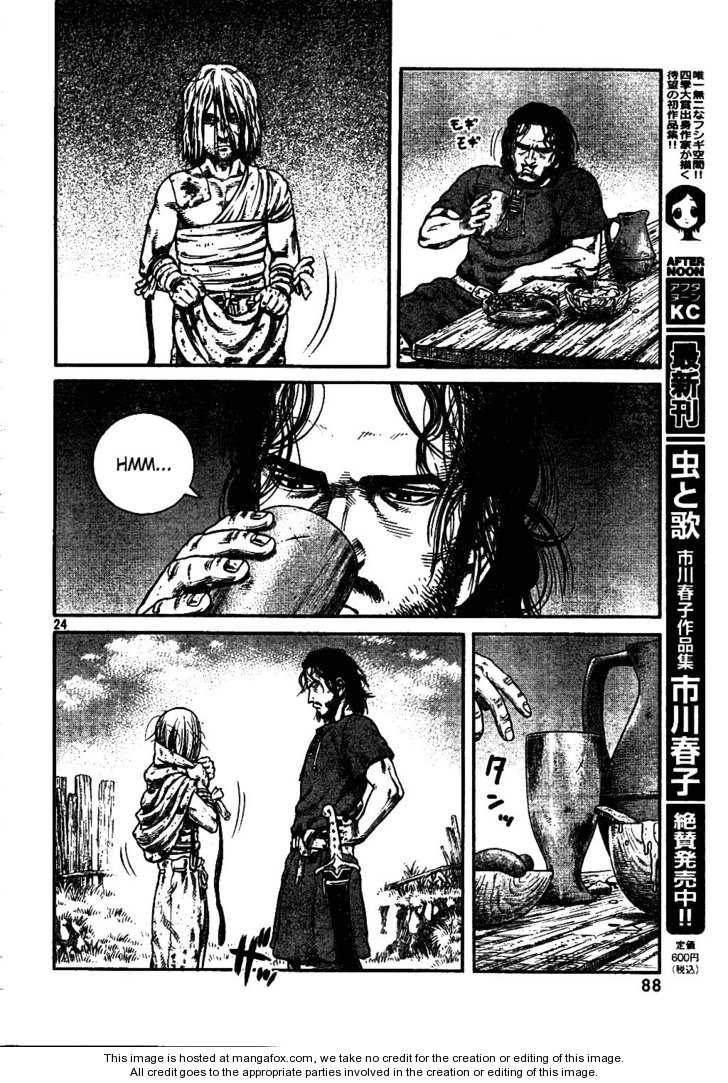 モギ
モギ
HMM...
24
タンッ
ザッ
唯一無二なフシギ空間!!
四季大賞出身作家が描く
待望の初作品集!!
AFTER
NOON
アフタ
ヌーン
KC
最新刊
虫と歌
市川春子作品集
市川春子
絶賛発売中!!
定価
600円
(税込)
88
This image is hosted at mangafox.com, we take no credit for the creation or editing of this image.
All credit goes to the appropriate parties involved in the creation or editing of this image.